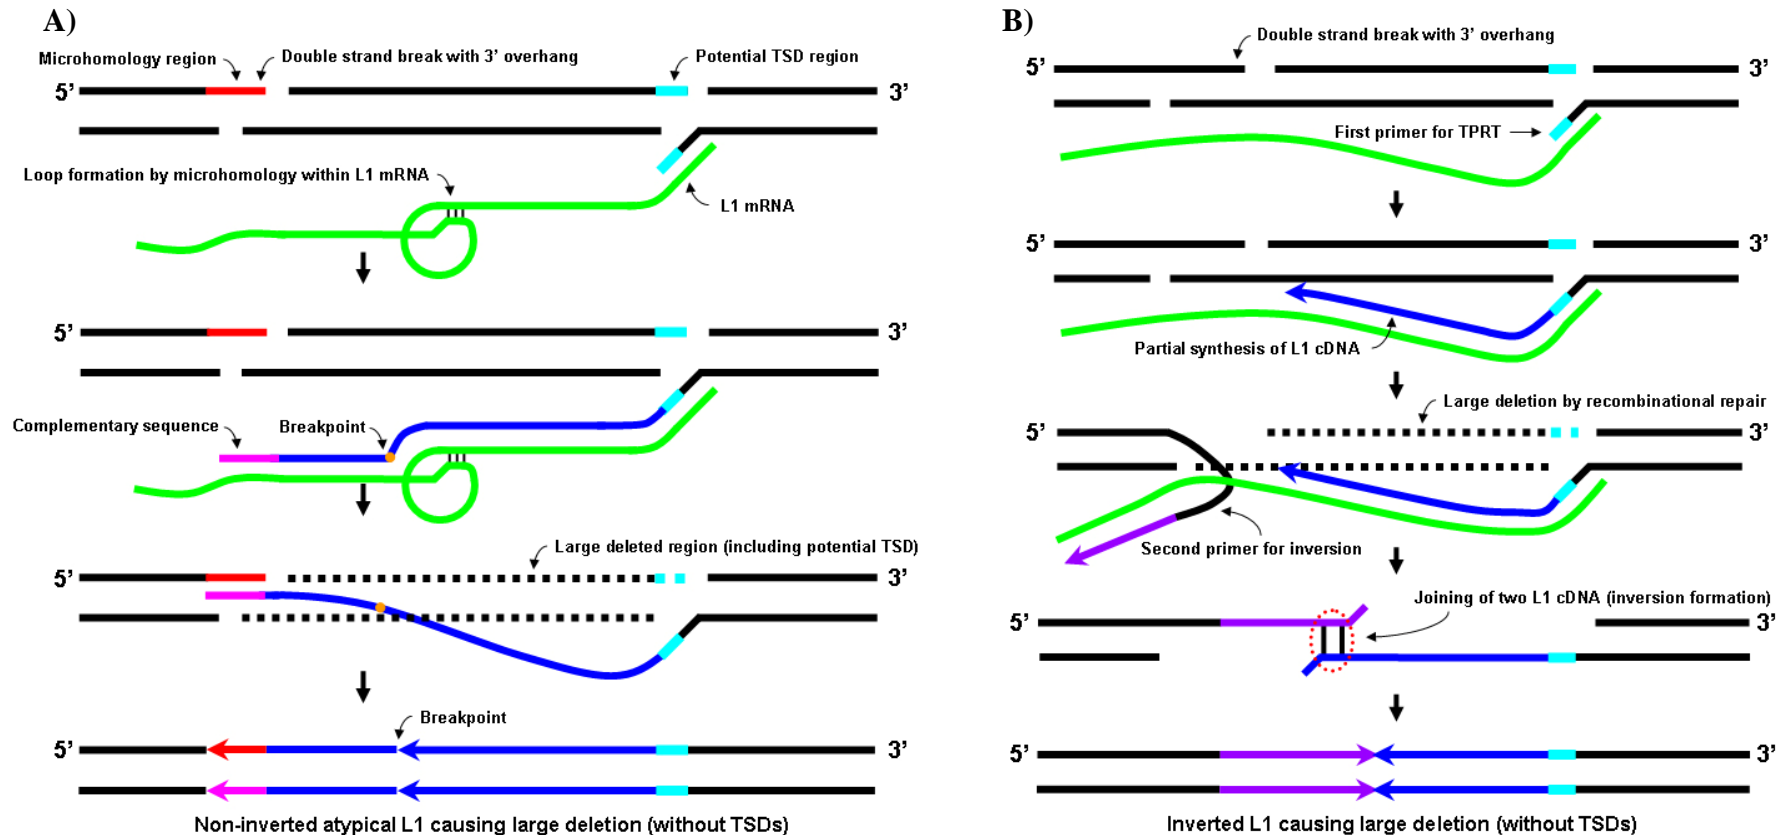 A)
Microhomology region
Double strand break with 3’ overhang
Potential TSD region
5’
3’
Loop formation by microhomology within L1 mRNA
L1 mRNA
5’
3’
Complementary sequence
Breakpoint
Large deleted region (including potential TSD)
5’
3’
Breakpoint
5’
3’
Non-inverted atypical L1 causing large deletion (without TSDs)
B)
Double strand break with 3’ overhang
5’
3’
First primer for TPRT
5’
3’
Partial synthesis of L1 cDNA
Large deletion by recombinational repair
5’
3’
Second primer for inversion
Joining of two L1 cDNA (inversion formation)
5’
3’
5’
3’
Inverted L1 causing large deletion (without TSDs)